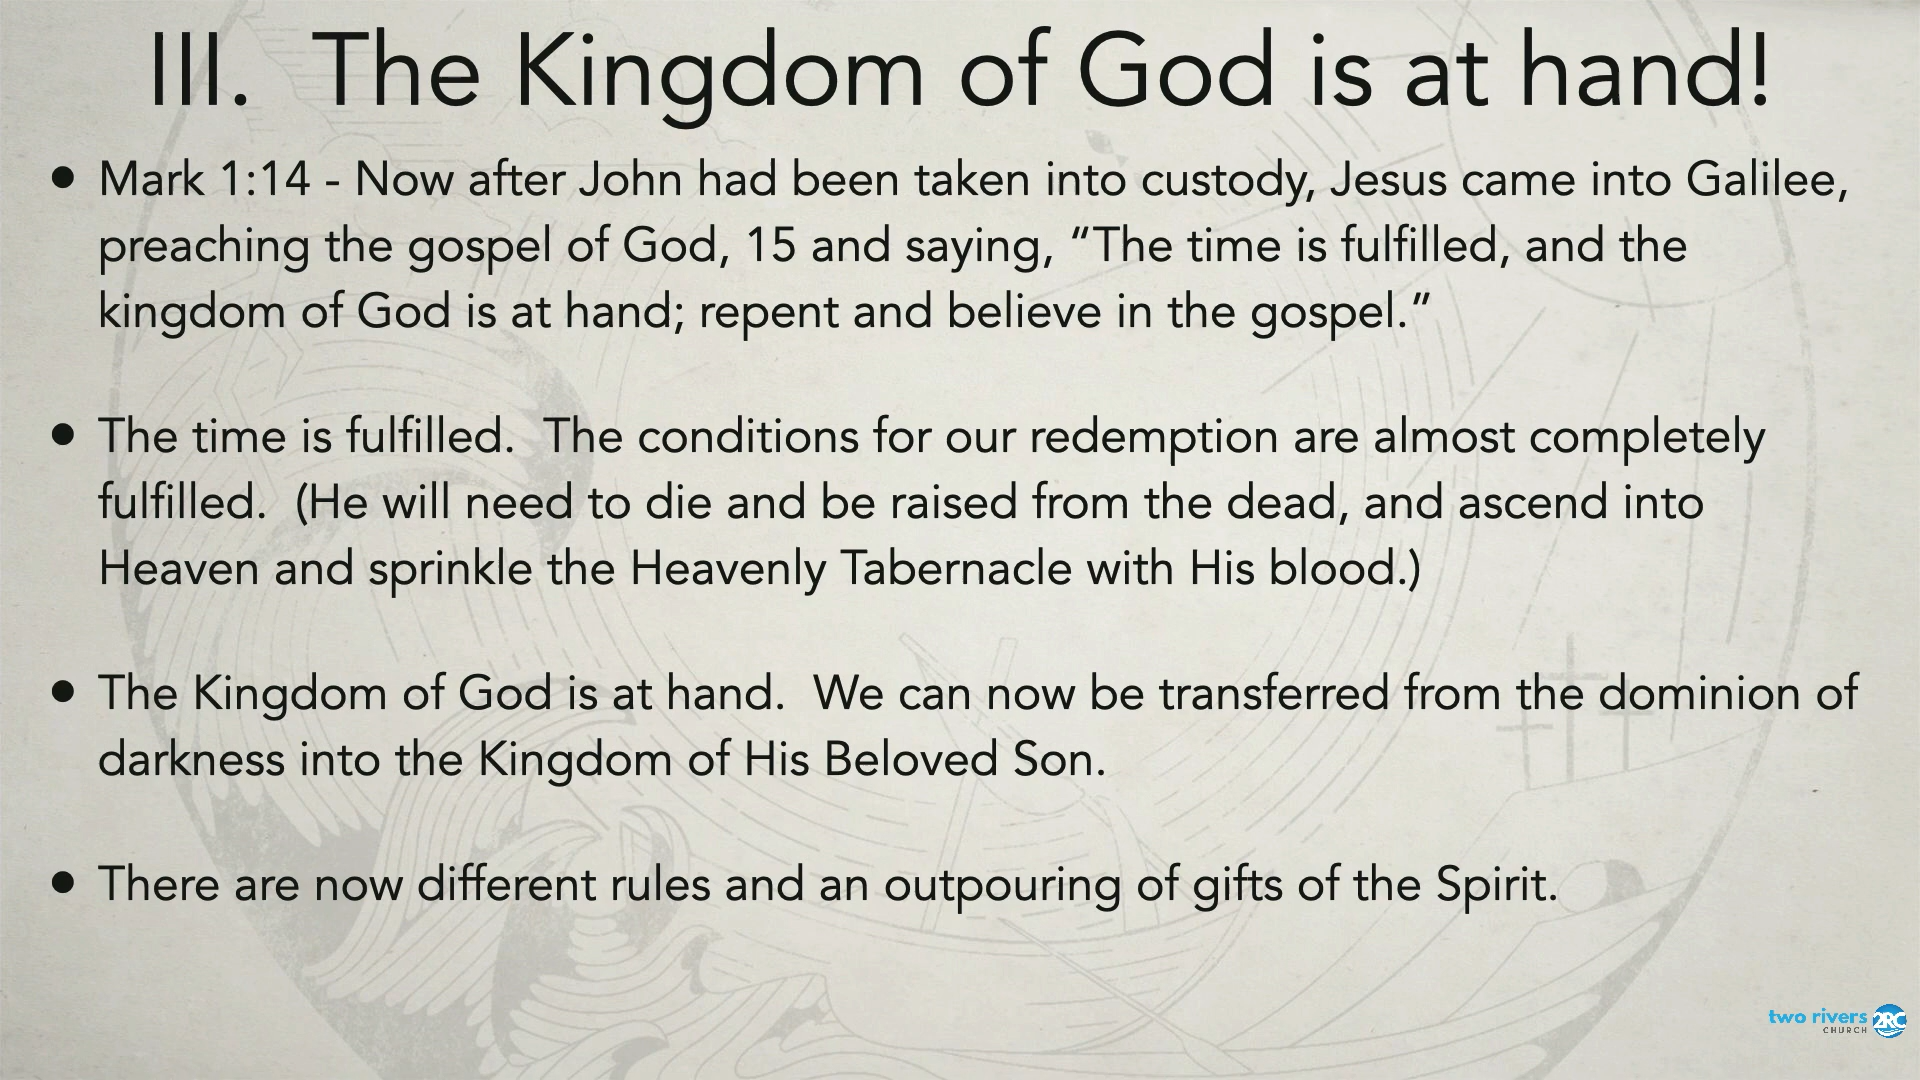 III.  The Kingdom of God is at hand!
• Mark 1:14 - Now after John had been taken into custody, Jesus came into Galilee,
preaching the gospel of God, 15 and saying, “The time is fulfilled, and the
kingdom of God is at hand; repent and believe in the gospel.”
• The time is fulfilled.  The conditions for our redemption are almost completely
fulfilled.  (He will need to die and be raised from the dead, and ascend into
Heaven and sprinkle the Heavenly Tabernacle with His blood.)
• The Kingdom of God is at hand.  We can now be transferred from the dominion of
darkness into the Kingdom of His Beloved Son.
• There are now different rules and an outpouring of gifts of the Spirit.
two rivers
CHURCH
2RC